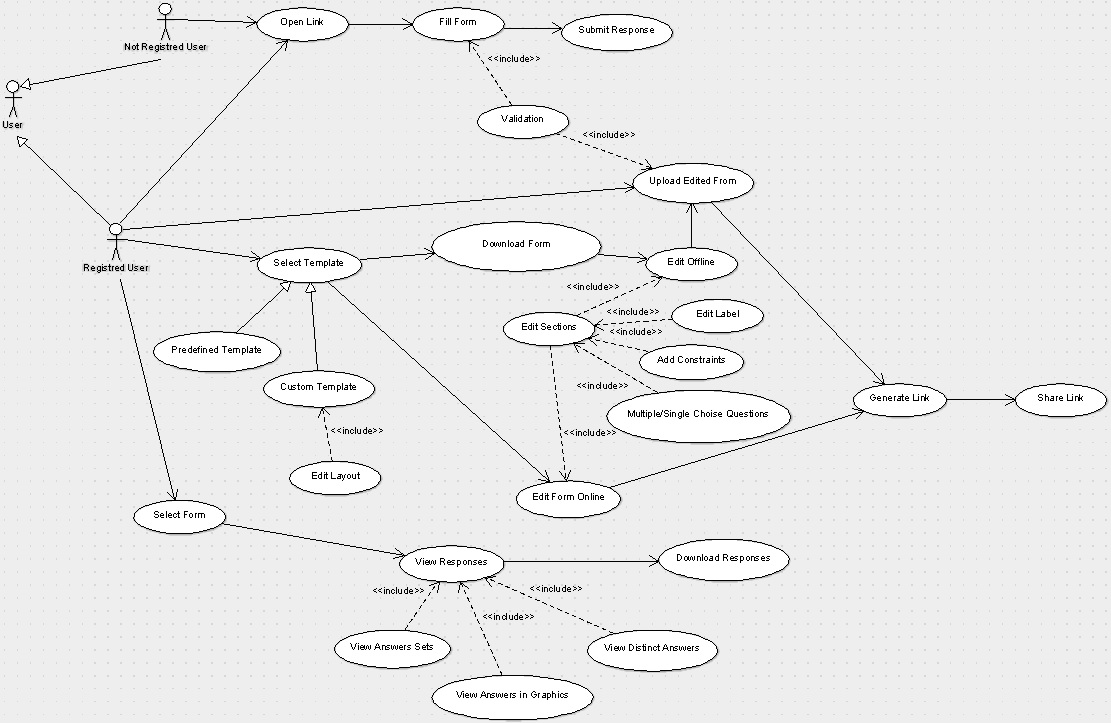 Open Link
Fill Form
Submit Response
Not Registred User
<<include>>
User
Validation
<<include>>
Upload Edited From
Registred User
Select Template
Download Form
Edit Offline
<<include>>
Edit Label
<<include>>
Edit Sections
<<include>>
Predefined Template
Add Constraints
Custom Template
<<include>>
Multiple/Single Choise Questions
Generate Link
Share Link
<<include>>
<<include>>
Edit Layout
Edit Form Online
Select Form
View Responses
Download Responses
<<include>>
<<include>>
<<include>>
View Answers Sets
View Distinct Answers
View Answers in Graphics